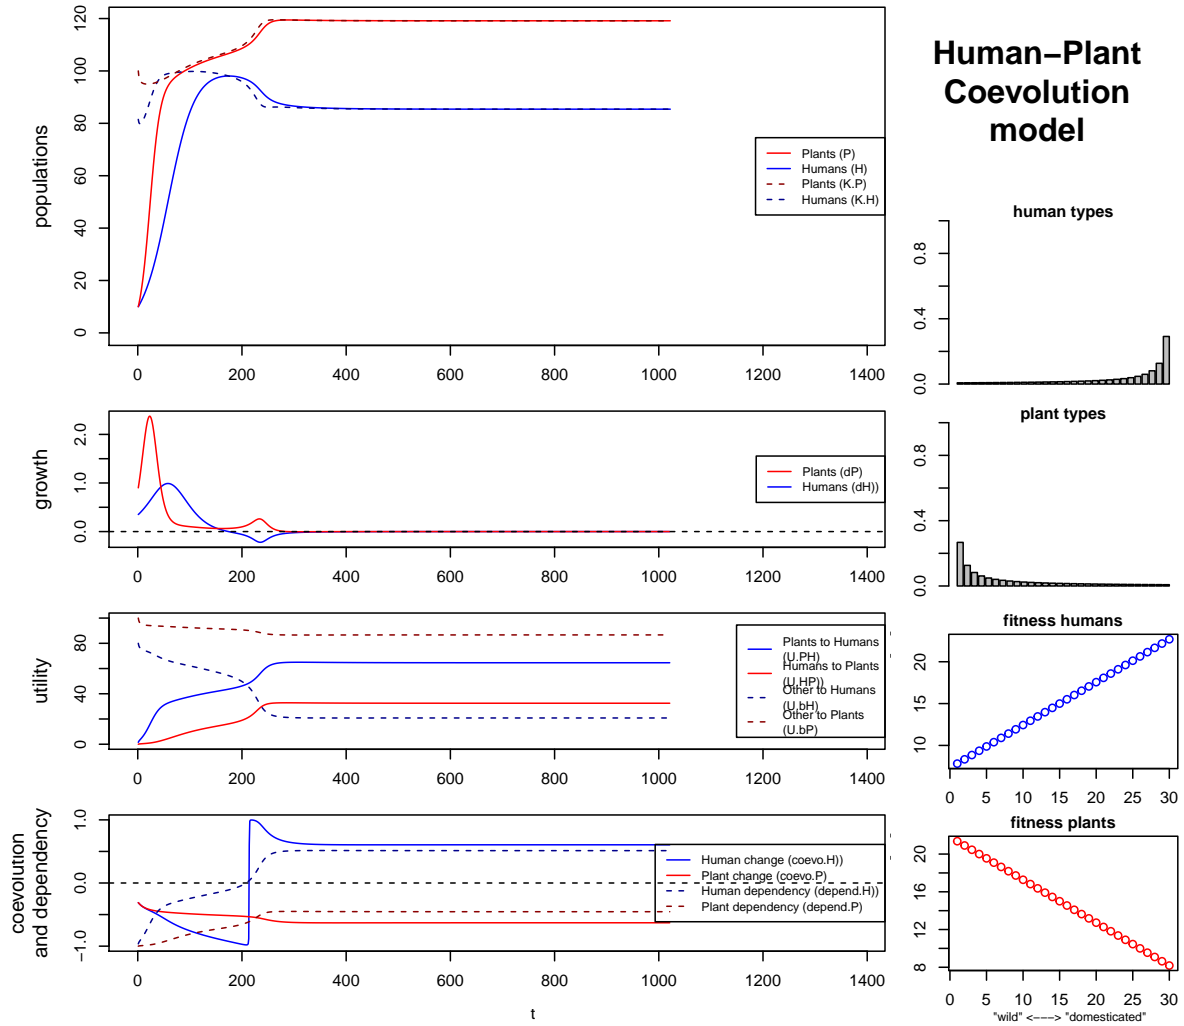 Human−Plant
Coevolution
model
populations
0
20
40
60
80
100
120
0
200
400
600
800
1000
1200
1400
Plants (P)
Humans (H)
Plants (K.P)
Humans (K.H)
growth
0.0
1.0
2.0
0
200
400
600
800
1000
1200
1400
Plants (dP)
Humans (dH))
utility
0
40
80
0
200
400
600
800
1000
1200
1400
Plants to Humans
(U.PH)
Humans to Plants
(U.HP))
Other to Humans
(U.bH)
Other to Plants
(U.bP)
coevolution
and dependency
−1.0
0.0
1.0
0
200
400
600
800
1000
1200
1400
t
Human change (coevo.H))
Plant change (coevo.P)
Human dependency (depend.H))
Plant dependency (depend.P)
human types
0.0
0.4
0.8
plant types
0.0
0.4
0.8
fitness humans
10
15
20
0
5
10
15
20
25
30
fitness plants
8
12
16
20
0
5
10
15
20
25
30
"wild" <−−−> "domesticated"